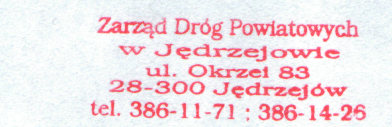 Zarząd Dróg Powiatowych
w Jędrzejowie
ul. Okrzei 83
28-300 Jędrzejów
tel. 386-11-71 ; 386-14-26